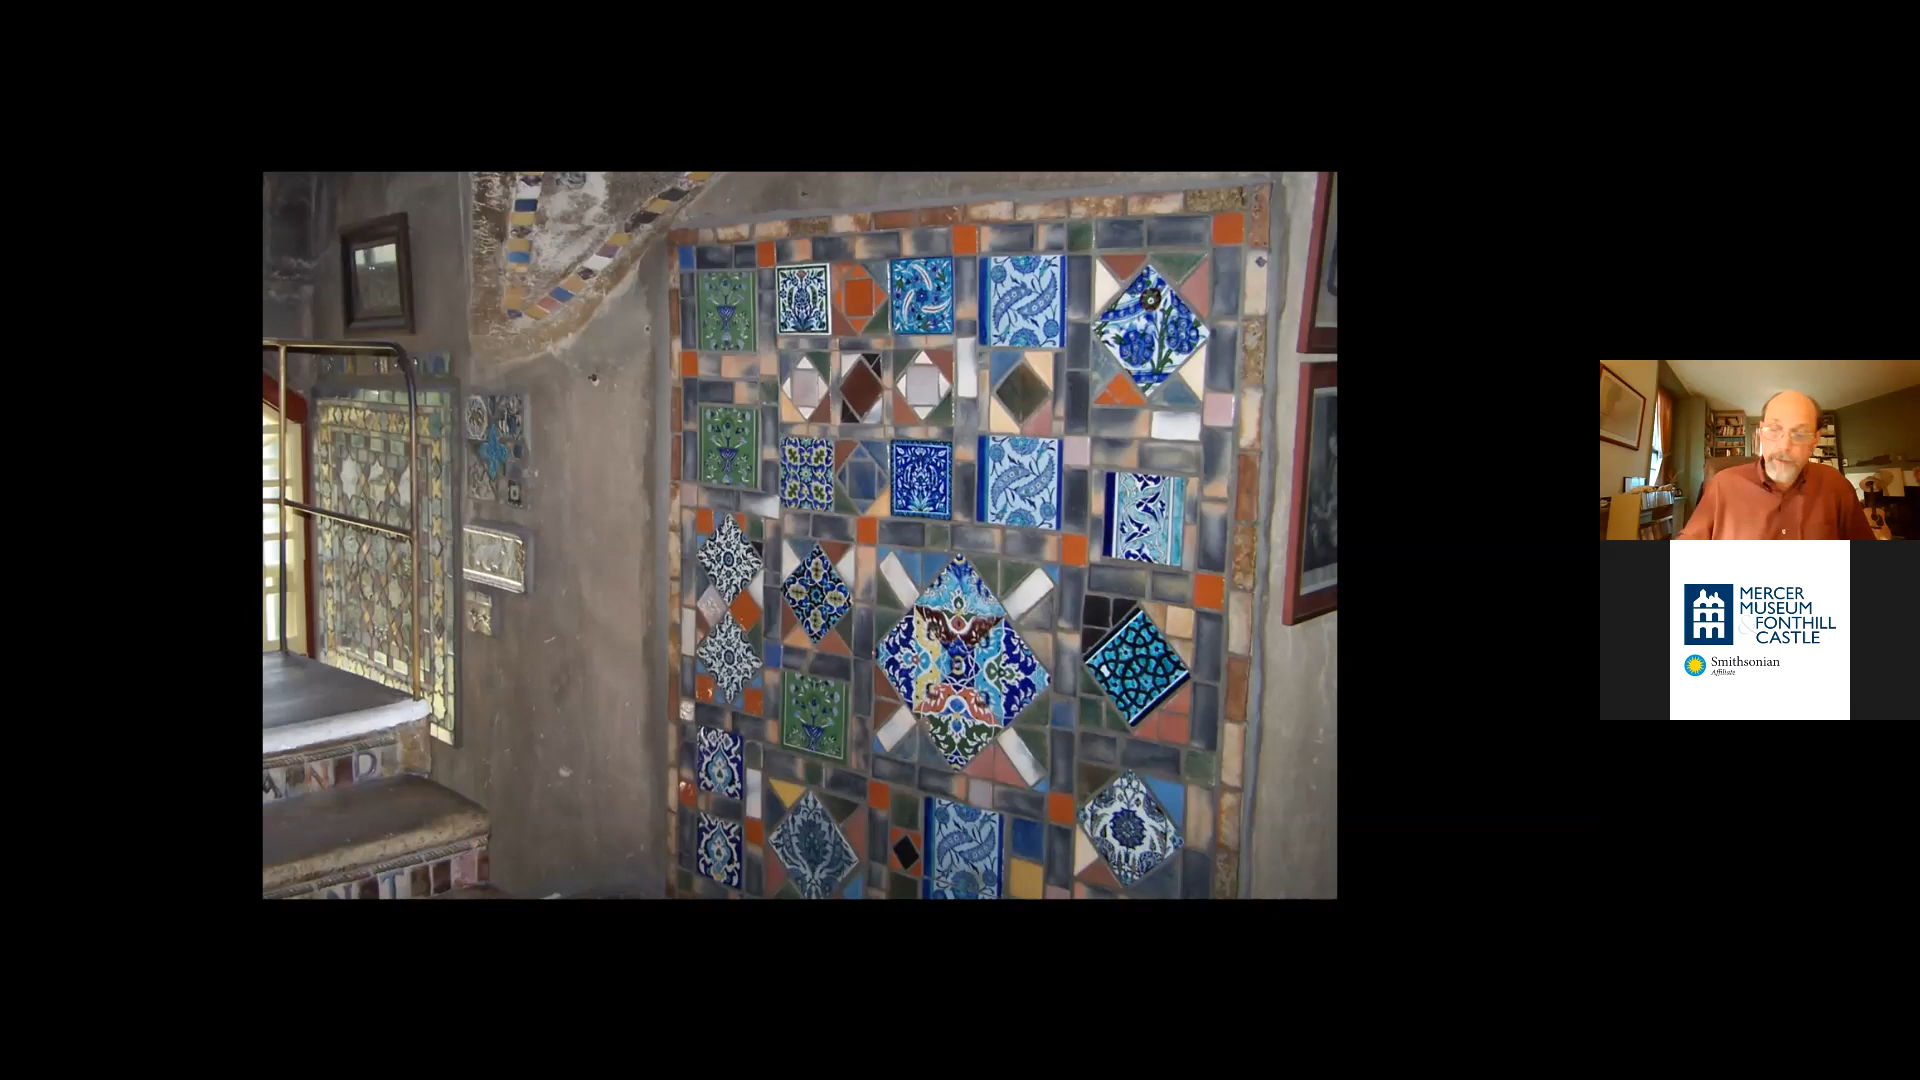 AND
MERCER
MUSEUM
& FONTHILL
CASTLE
Smithsonian
Affiliate